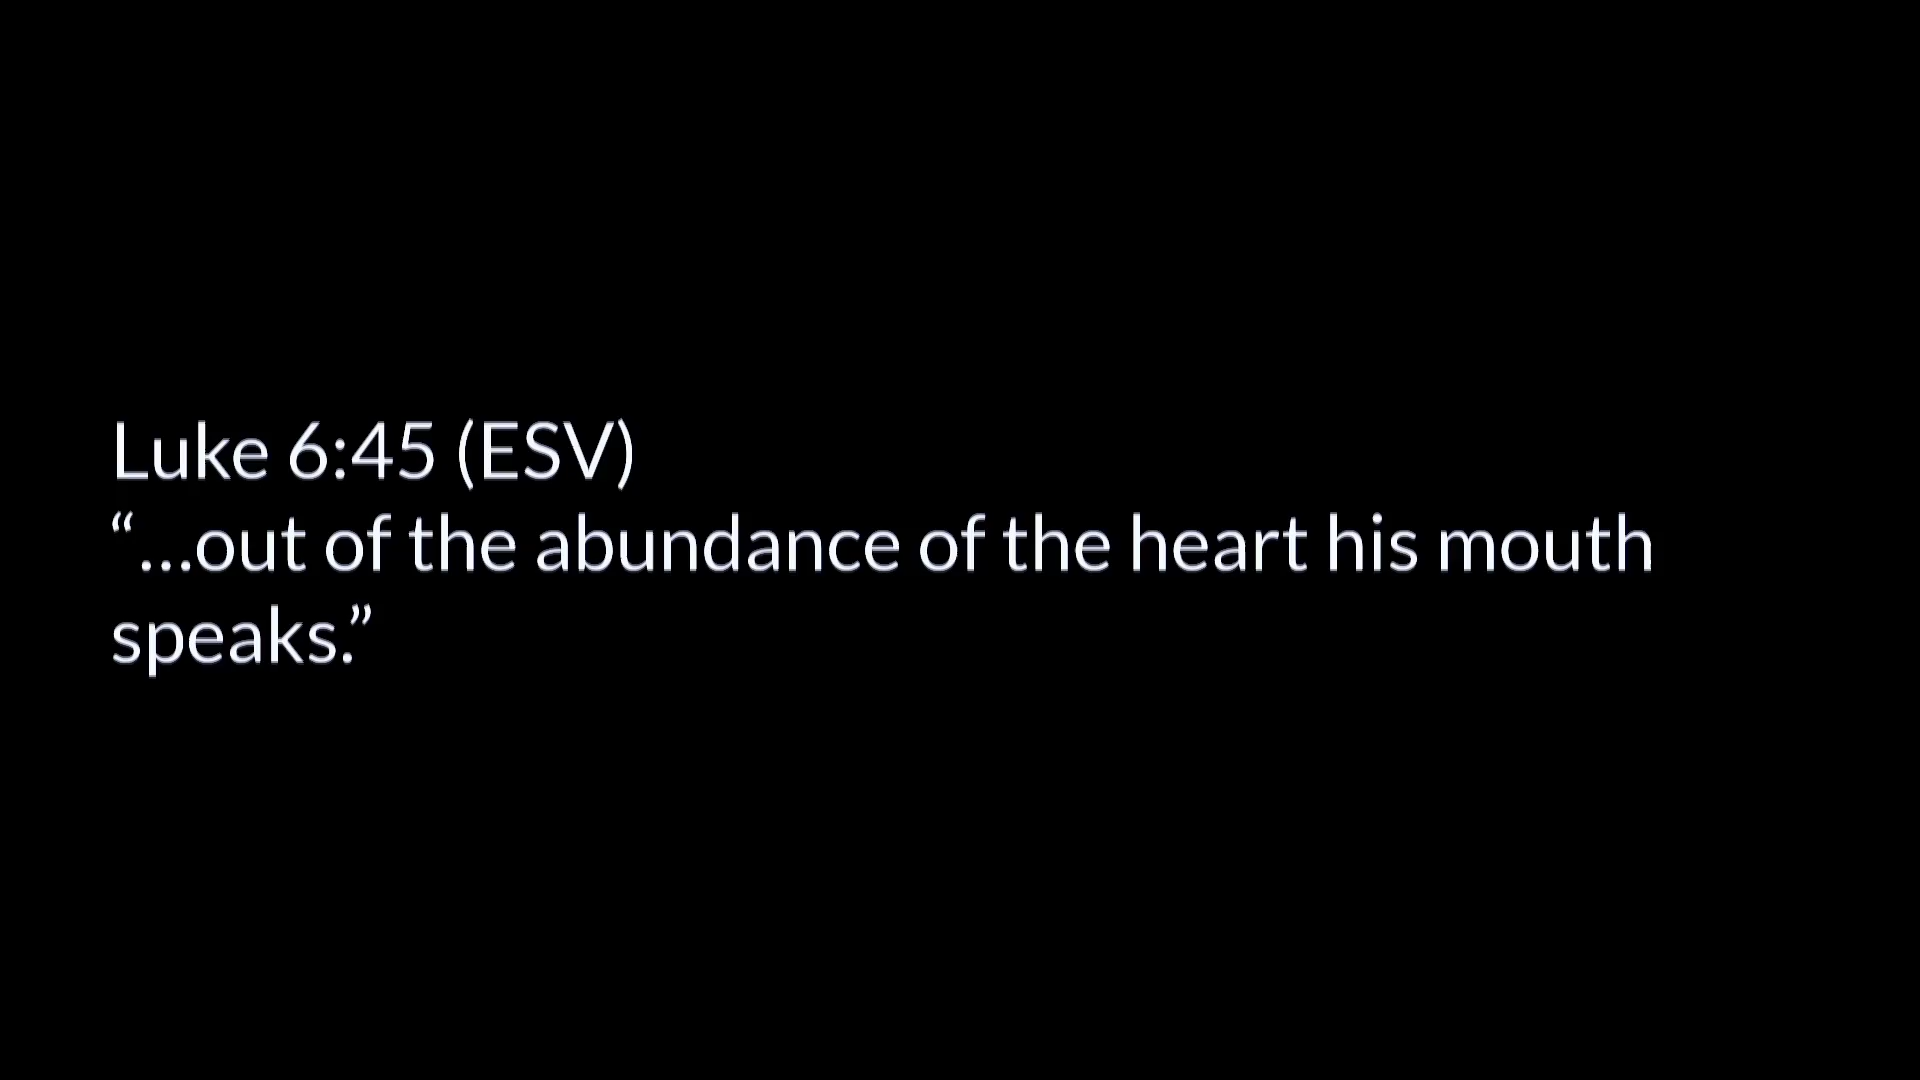 Luke 6:45 (ESV)
“...out of the abundance of the heart his mouth
speaks.”